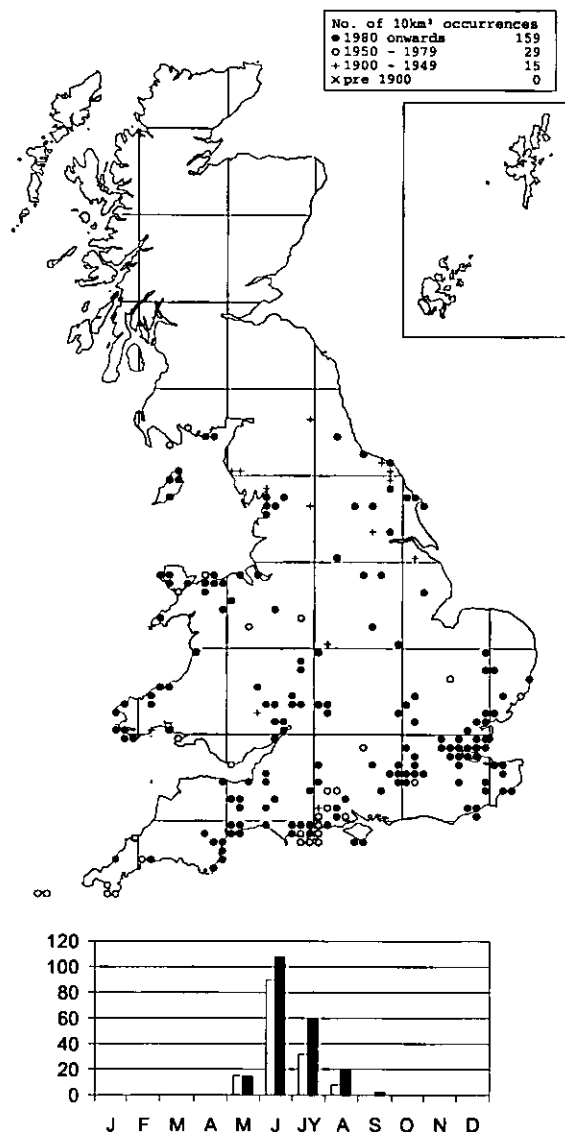 No. of 10km² occurrences
● 1980 onwards 159
○ 1950 - 1979 29
+ 1900 - 1949 15
× pre 1900 0
120
100
80
60
40
20
0
J F M A M J JY A S O N D